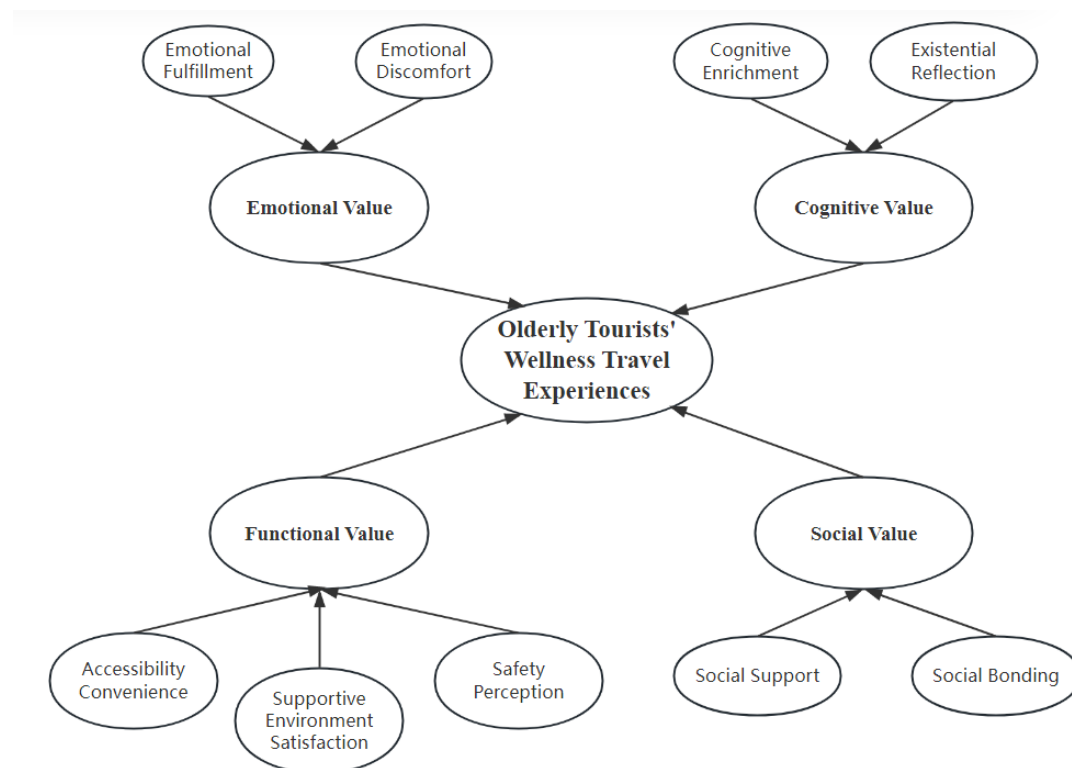 Emotional
Fulfillment
Emotional
Discomfort
Cognitive
Enrichment
Existential
Reflection
Emotional Value
Cognitive Value
Olderly Tourists'
Wellness Travel
Experiences
Functional Value
Social Value
Accessibility
Convenience
Supportive
Environment
Satisfaction
Safety
Perception
Social Support
Social Bonding